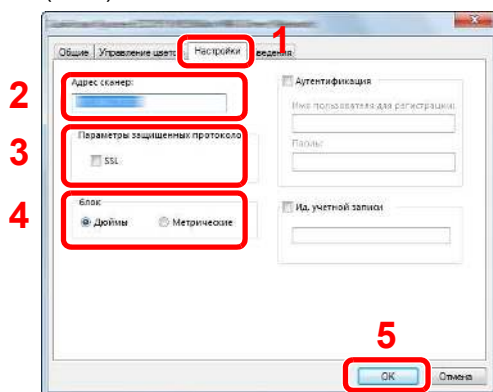 1
Общие Управление цвето Настройки ведения
2
Адрес сканер:
3
Параметры защищенных протоколо
SSL
4
блок
Дюймы Метрические
Аутентификация
Имя пользователя для регистрации:
Пароль:
Ид. учетной записи
5
OK Отмена